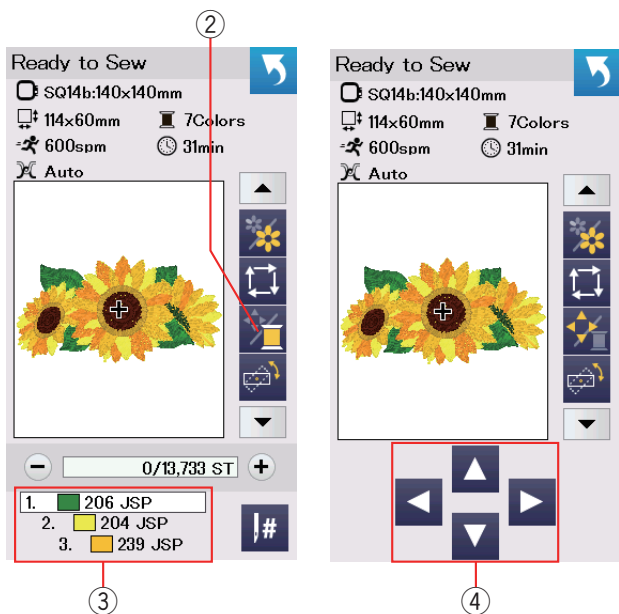 ②
Ready to Sew
SQ14b:140x140mm
114x60mm 7Colors
600spm 31min
Auto
0/13,733 ST
1. 206 JSP
2. 204 JSP
3. 239 JSP
#
③
Ready to Sew
SQ14b:140x140mm
114x60mm 7Colors
600spm 31min
Auto
④